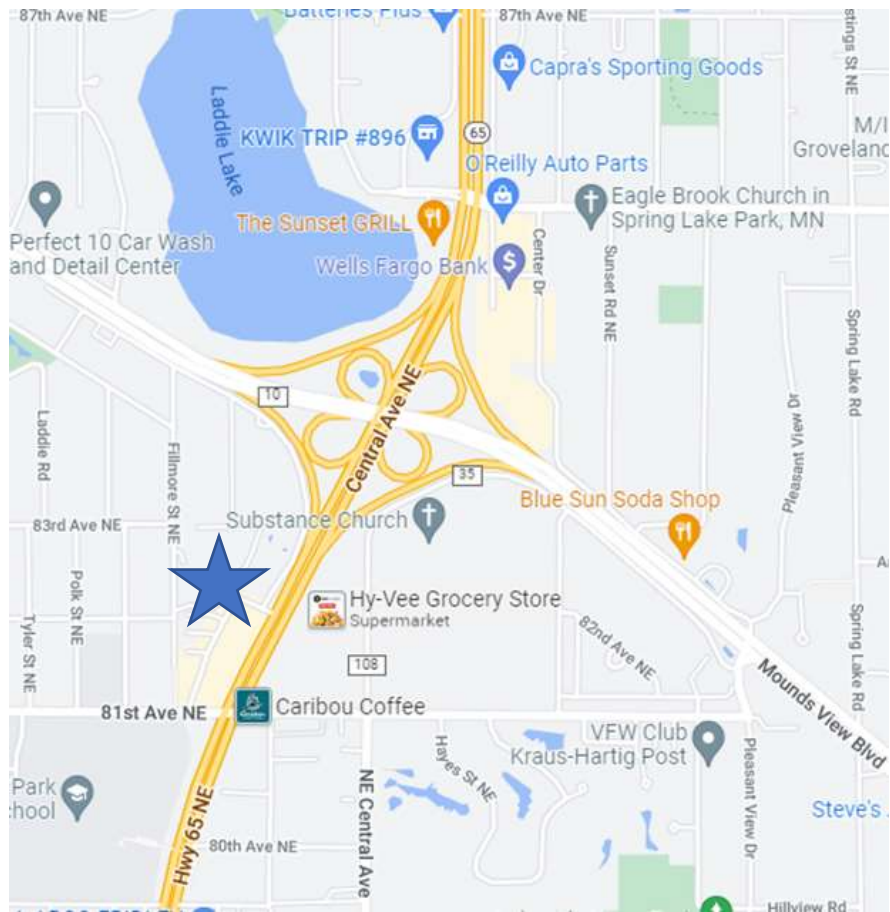 87th Ave NE
Batteries Plus
87th Ave NE
Capra's Sporting Goods
Laddie Lake
KWIK TRIP #896
65
O'Reilly Auto Parts
Eagle Brook Church in
Spring Lake Park, MN
The Sunset GRILL
Perfect 10 Car Wash
and Detail Center
Wells Fargo Bank
$
Center Dr
Sunset Rd NE
Spring Lake Rd
Pleasant View Dr
10
Central Ave NE
Laddie Rd
Fillmore St NE
35
Blue Sun Soda Shop
83rd Ave NE
Substance Church
Polk St NE
Tyler St NE
Hy-Vee Grocery Store
Supermarket
82nd Ave NE
Spring Lake Rd
108
Mounds View Blvd
81st Ave NE
Caribou Coffee
VFW Club
Kraus-Hartig Post
Hayes St NE
Pleasant View Dr
Park
Steve's
NE Central Ave
Hwy 65 NE
80th Ave NE
Hillview Rd